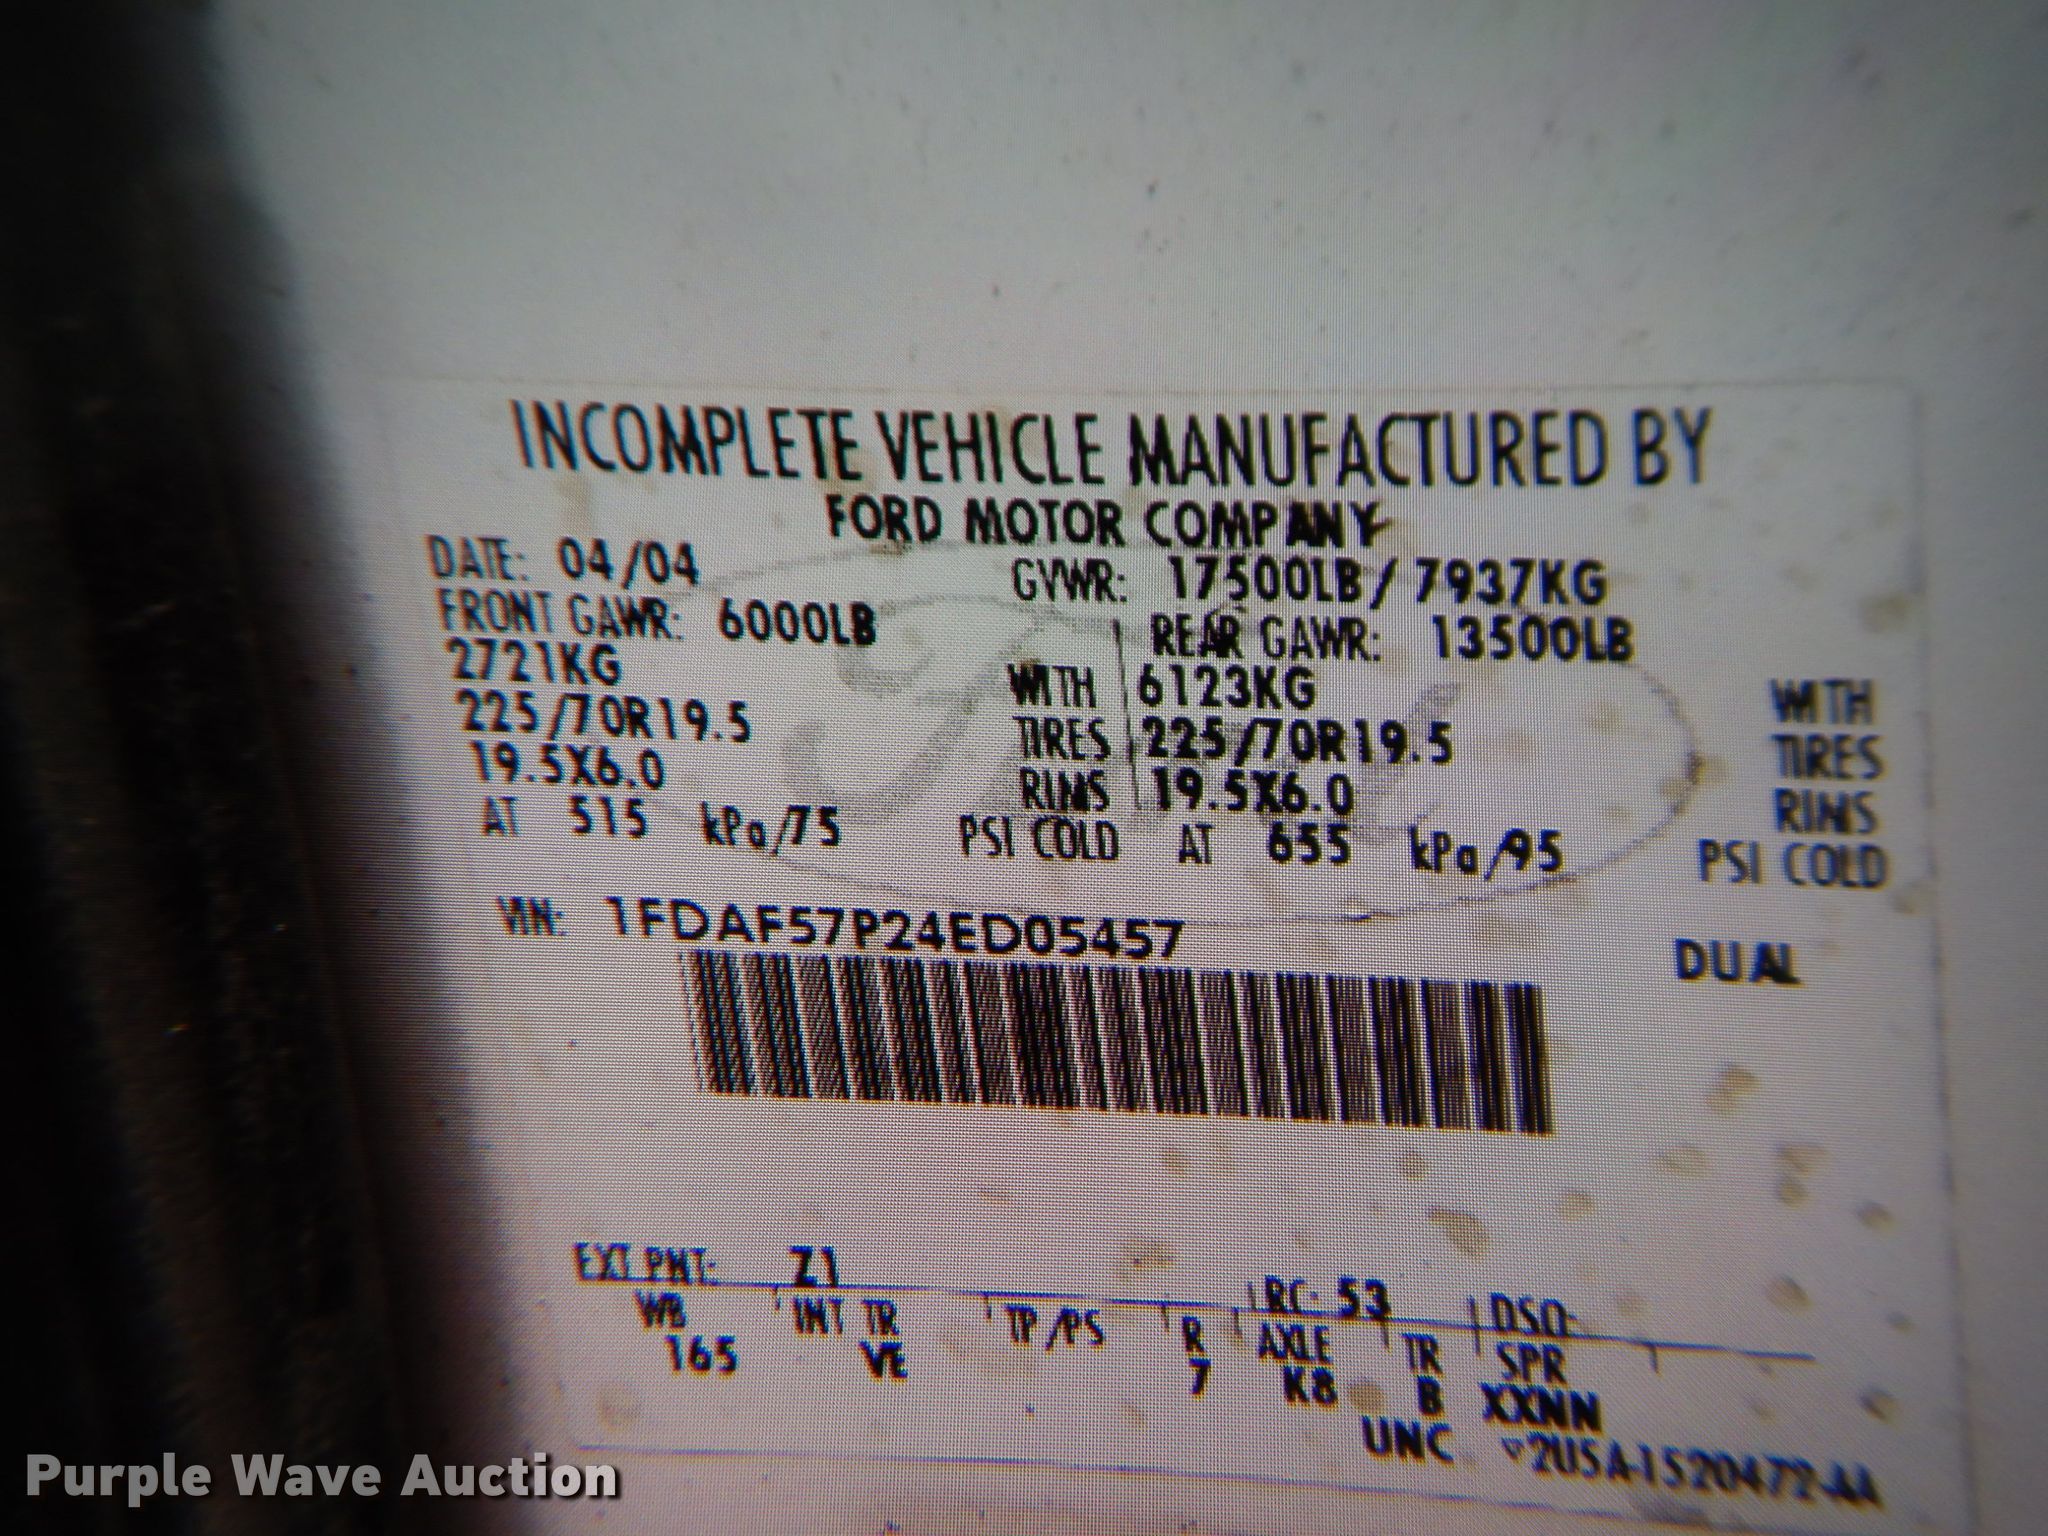 INCOMPLETE VEHICLE MANUFACTURED BY
FORD MOTOR COMPANY
DATE: 04/04 GVWR: 17500LB/ 7937KG
FRONT GAWR: 6000LB REAR GAWR: 13500LB
2721KG WITH 6123KG WITH
225/70R19.5 TIRES 225/70R19.5 TIRES
19.5X6.0 RIMS 19.5X6.0 RIMS
AT 515 kPa/75 PSI COLD AT 655 kPa/95 PSI COLD
VIN: 1FDAF57P24ED05457
DUAL
EXT PNT: Z1 RC: 53 DSO:
WB INT TR TP/PS R AXLE TR SPR
165 VE 7 K8 B XXNN
UNC ▽2U5A-1520472-AA
Purple Wave Auction